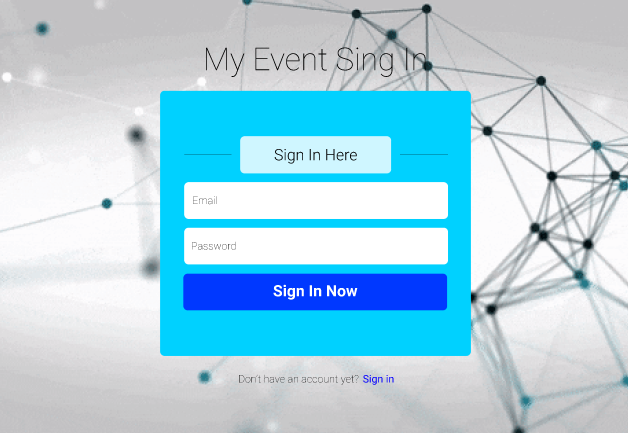 My Event Sing In
Sign In Here
Email
Password
Sign In Now
Don't have an account yet? Sign in